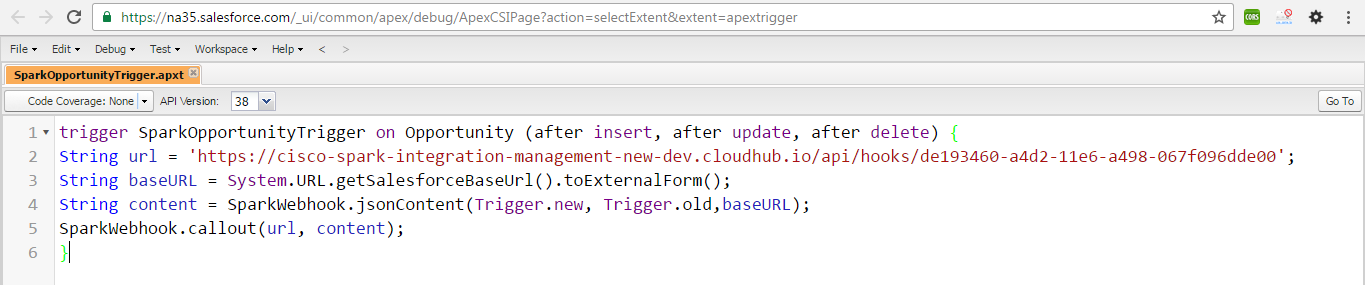 https://na35.salesforce.com/_ui/common/apex/debug/ApexCSIPage?action=selectExtent&extent=apextrigger
CORS
File Edit Debug Test Workspace Help < >
SparkOpportunityTrigger.apxt
Code Coverage: None API Version: 38 Go To
1 trigger SparkOpportunityTrigger on Opportunity (after insert, after update, after delete) {
2 String url = 'https://cisco-spark-integration-management-new-dev.cloudhub.io/api/hooks/de193460-a4d2-11e6-a498-067f096dde00';
3 String baseURL = System.URL.getSalesforceBaseUrl().toExternalForm();
4 String content = SparkWebhook.jsonContent(Trigger.new, Trigger.old,baseURL);
5 SparkWebhook.callout(url, content);
6 }